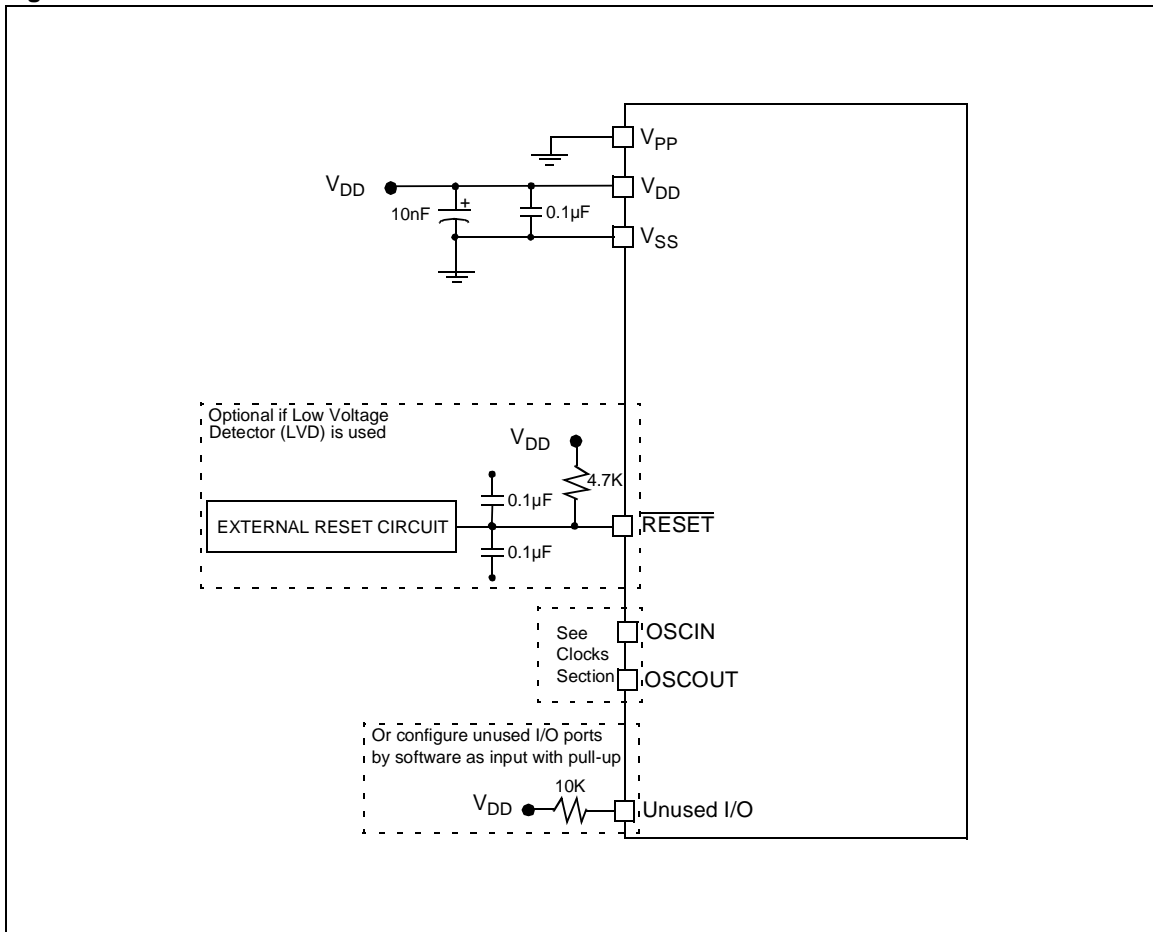 VPP
VDD
VDD
10nF
+
0.1µF
VSS
Optional if Low Voltage
Detector (LVD) is used
VDD
4.7K
0.1µF
EXTERNAL RESET CIRCUIT
RESET
0.1µF
See
Clocks
Section
OSCIN
OSCOUT
Or configure unused I/O ports
by software as input with pull-up
10K
VDD
Unused I/O